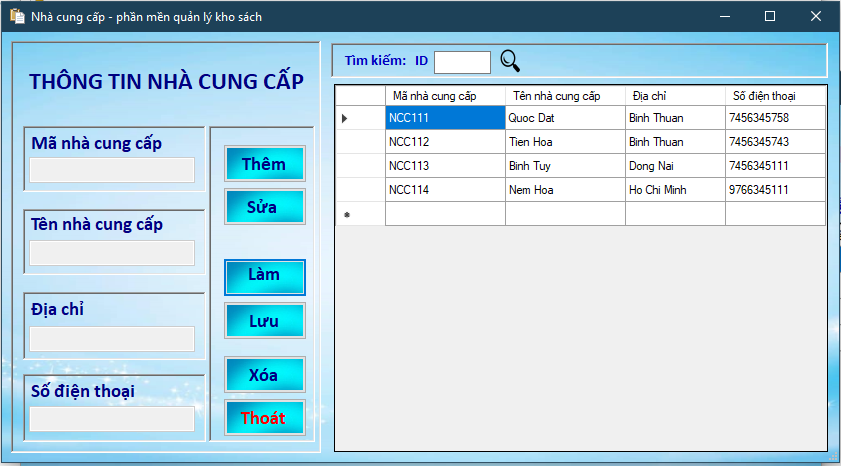 Nhà cung cấp - phần mền quản lý kho sách
THÔNG TIN NHÀ CUNG CẤP
Mã nhà cung cấp
Tên nhà cung cấp
Địa chỉ
Số điện thoại
Thêm
Sửa
Làm
Lưu
Xóa
Thoát
Tìm kiếm: ID
Mã nhà cung cấp Tên nhà cung cấp Địa chỉ Số điện thoại
NCC111 Quoc Dat Binh Thuan 7456345758
NCC112 Tien Hoa Binh Thuan 7456345743
NCC113 Binh Tuy Dong Nai 7456345111
NCC114 Nem Hoa Ho Chi Minh 9766345111